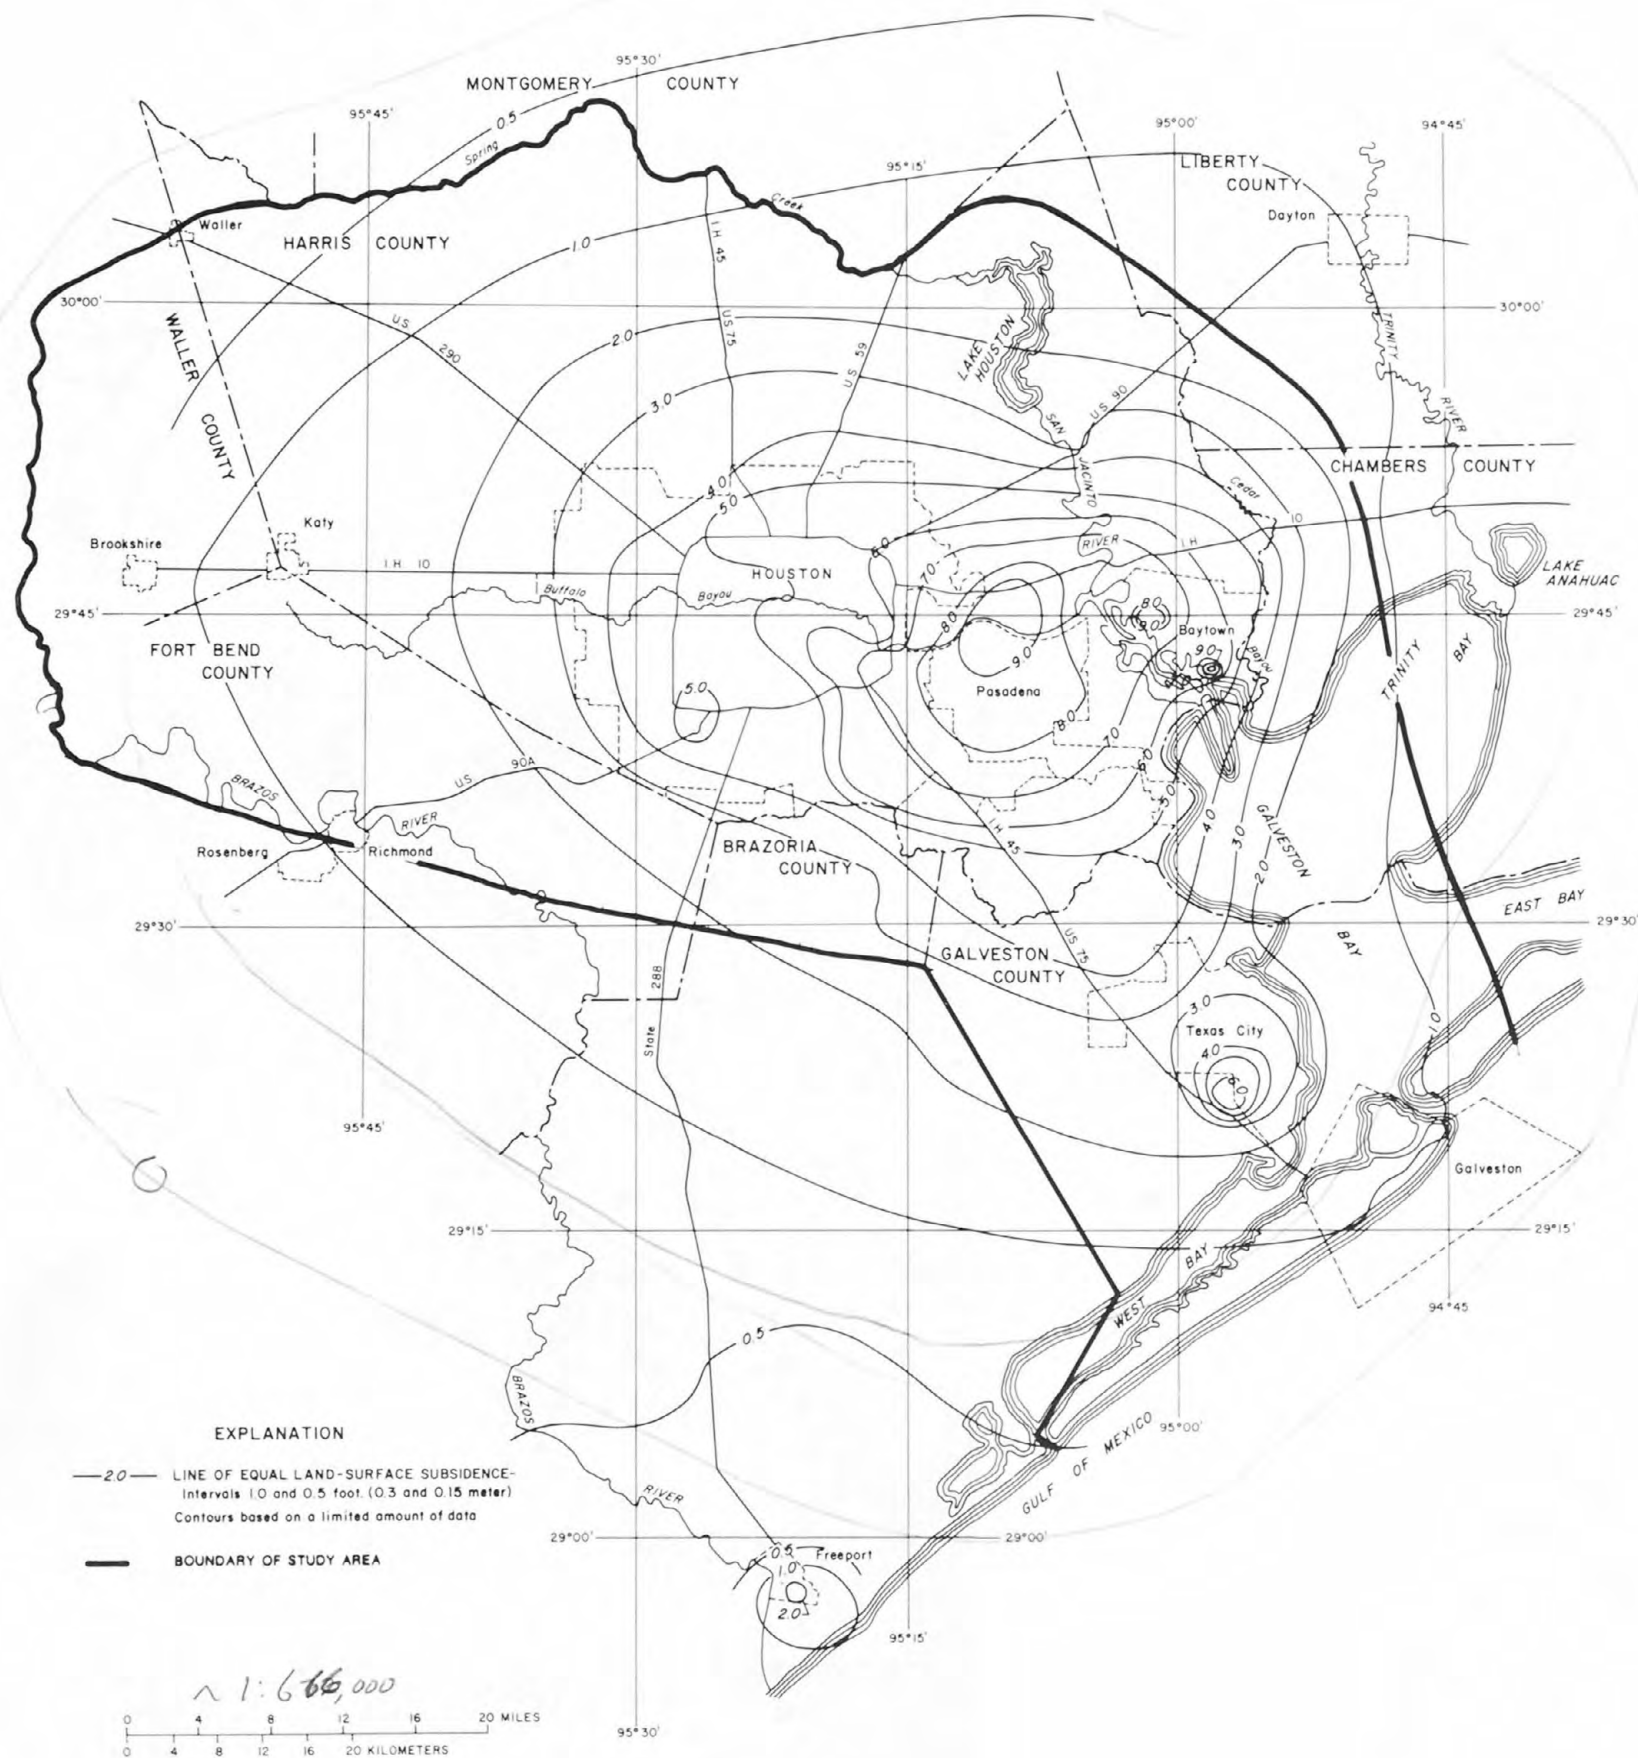 95°30'
MONTGOMERY COUNTY
95°45'
0.5
Spring
95°00'
94°45'
95°15'
LIBERTY
COUNTY
Creek
Dayton
Waller
HARRIS COUNTY
1.0
I H 45
30°00'
30°00'
WALLER
COUNTY
U.S.
290
2.0
US 75
US 59
LAKE
HOUSTON
TRINITY
RIVER
3.0
SAN
JACINTO
RIVER
U.S. 90
CHAMBERS COUNTY
4.0
5.0
Cedar
Bayou
10
I H
Katy
Brookshire
I.H. 10
HOUSTON
6.0
7.0
8.0
9.0
LAKE
ANAHUAC
Buffalo
Bayou
8.0
9.0
29°45'
29°45'
Baytown
9.0
FORT BEND
COUNTY
TRINITY
BAY
Pasadena
5.0
8.0
7.0
6.0
5.0
4.0
3.0
2.0
US 90A
BRAZOS
RIVER
Rosenberg
Richmond
BRAZORIA
COUNTY
I H
45
GALVESTON
BAY
EAST BAY
29°30'
29°30'
US 75
GALVESTON
COUNTY
State 288
3.0
Texas City
4.0
6.0
1.0
95°45'
Galveston
29°15'
29°15'
WEST BAY
94°45'
0.5
BRAZOS
RIVER
95°00'
GULF OF MEXICO
EXPLANATION
2.0 LINE OF EQUAL LAND-SURFACE SUBSIDENCE-
Intervals 1.0 and 0.5 foot. (0.3 and 0.15 meter)
Contours based on a limited amount of data
BOUNDARY OF STUDY AREA
29°00'
29°00'
0.5
Freeport
1.0
2.0
95°15'
~ 1:666,000
0 4 8 12 16 20 MILES
0 4 8 12 16 20 KILOMETERS
95°30'